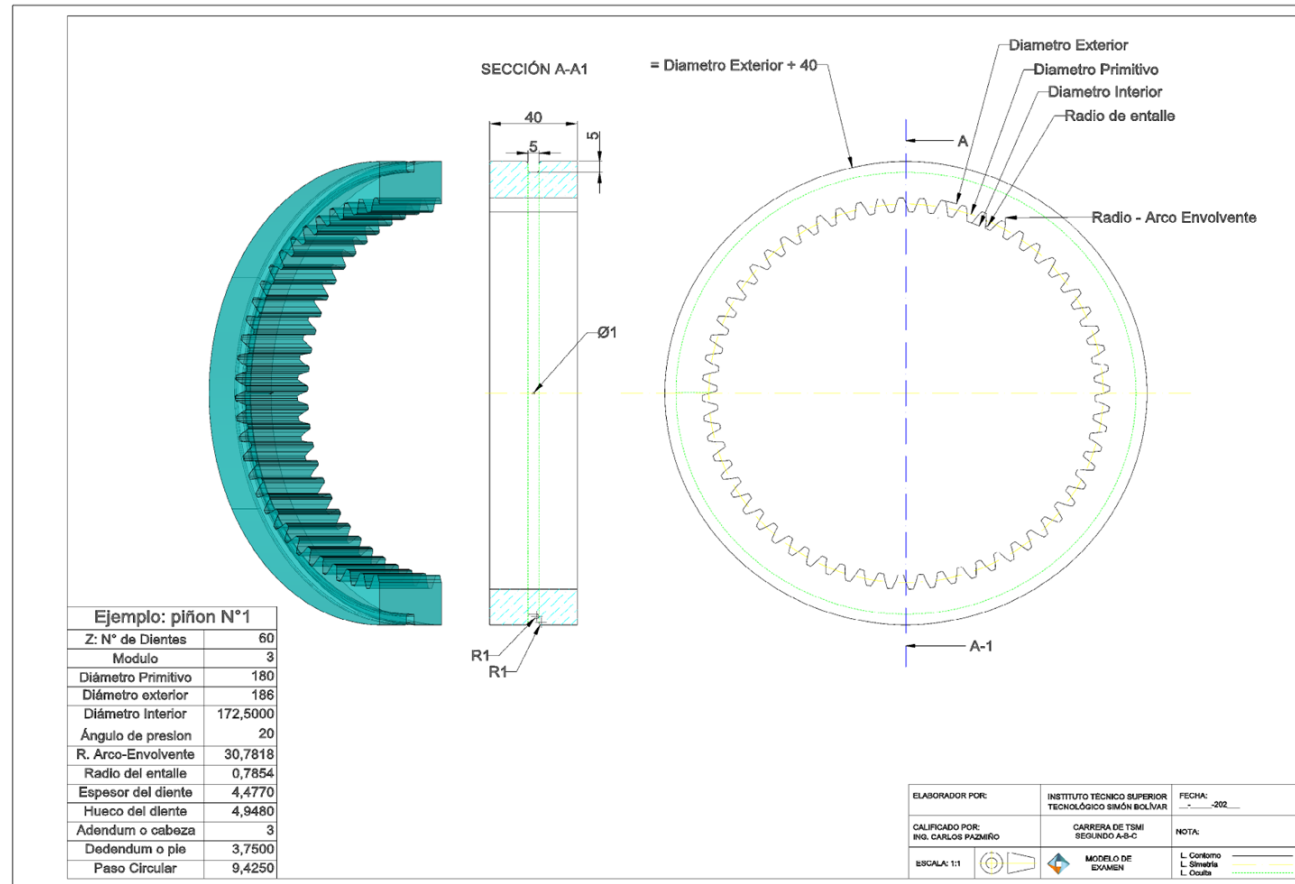 SECCIÓN A-A1
= Diametro Exterior + 40
Diametro Exterior
Diametro Primitivo
Diametro Interior
Radio de entalle
A
40
5
5
Radio - Arco Envolvente
Ø1
R1
R1
A-1
Ejemplo: piñon N°1
Z: N° de Dientes 60
Modulo 3
Diámetro Primitivo 180
Diámetro exterior 186
Diámetro Interior 172,5000
Ángulo de presion 20
R. Arco-Envolvente 30,7818
Radio del entalle 0,7854
Espesor del diente 4,4770
Hueco del diente 4,9480
Adendum o cabeza 3
Dedendum o pie 3,7500
Paso Circular 9,4250
ELABORADOR POR:
INSTITUTO TÉCNICO SUPERIOR
TECNOLÓGICO SIMÓN BOLÍVAR
FECHA:
__-____-202__
CALIFICADO POR:
ING. CARLOS PAZMIÑO
CARRERA DE TSMI
SEGUNDO A-B-C
NOTA:
ESCALA: 1:1
MODELO DE
EXAMEN
L. Contorno
L. Simetria
L. Oculta